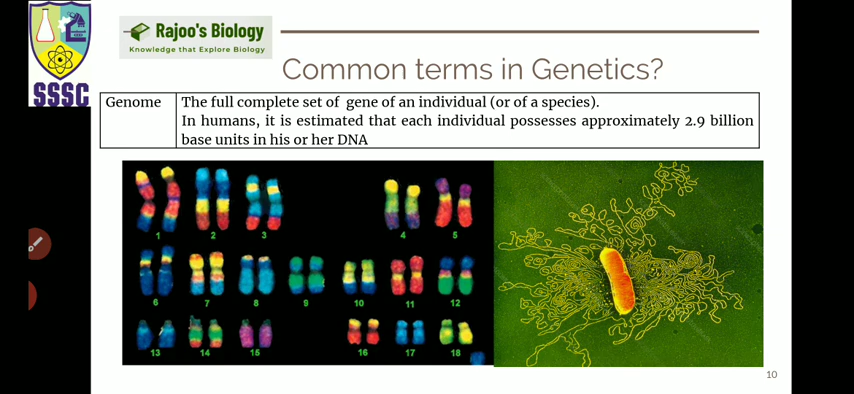 Rajoo's Biology
Knowledge that Explore Biology
SSSC
Common terms in Genetics?
Genome
The full complete set of gene of an individual (or of a species).
In humans, it is estimated that each individual possesses approximately 2.9 billion
base units in his or her DNA
1 2 3 4 5
6 7 8 9 10 11 12
13 14 15 16 17 18
10